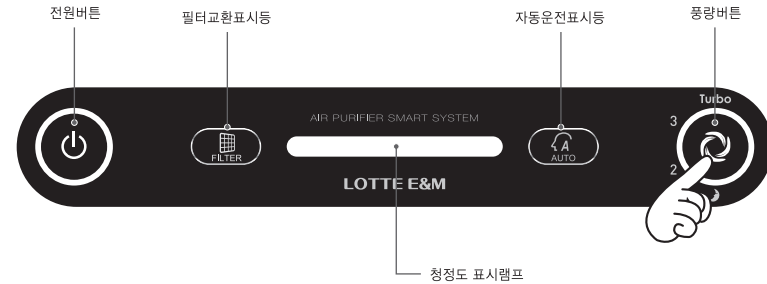 전원버튼
필터교환표시등
자동운전표시등
풍량버튼
Turbo
AIR PURIFIER SMART SYSTEM
3
FILTER
A
AUTO
2
LOTTE E&M
청정도 표시램프